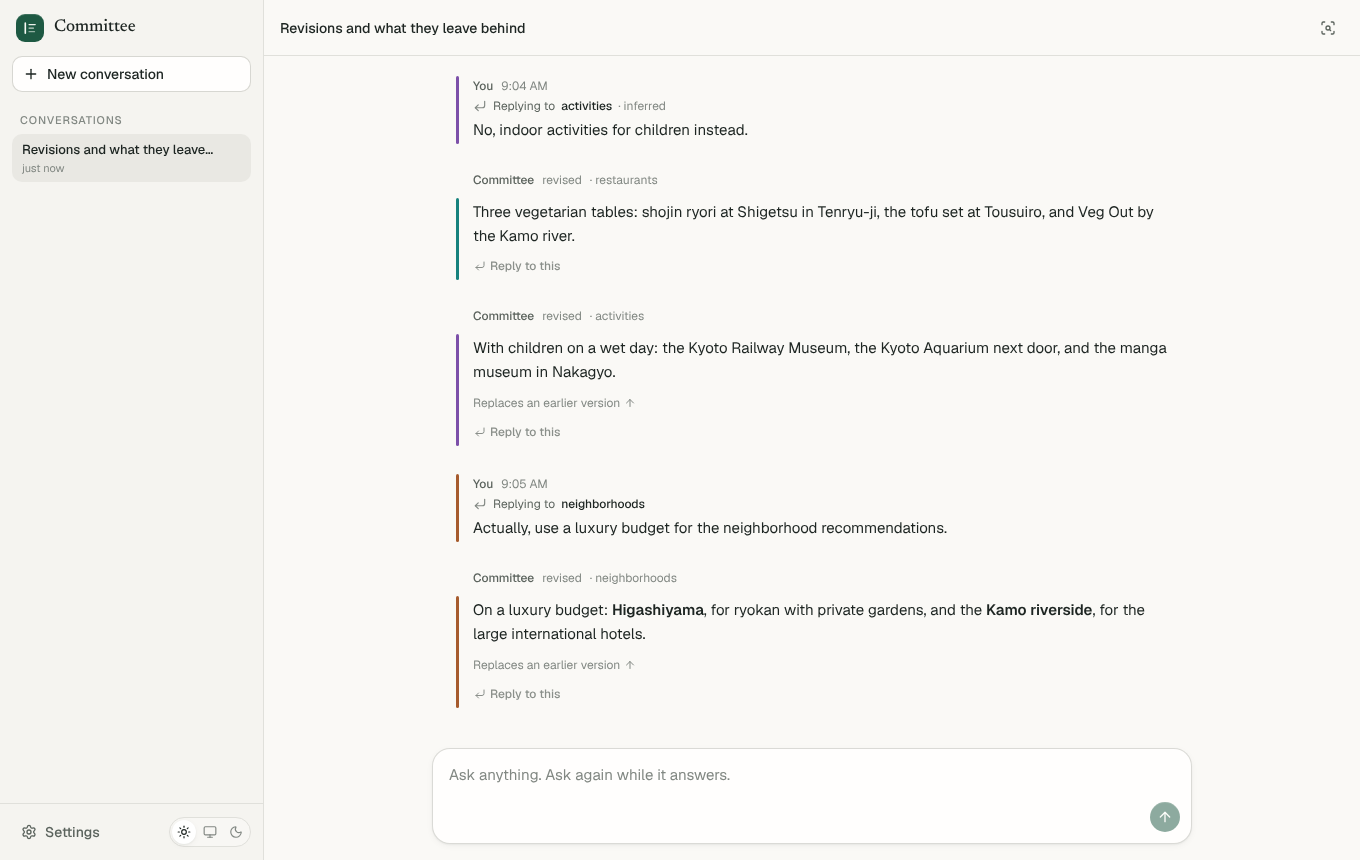 Committee
New conversation
CONVERSATIONS
Revisions and what they leave...
just now
Settings
Revisions and what they leave behind
You 9:04 AM
Replying to activities · inferred
No, indoor activities for children instead.
Committee revised · restaurants
Three vegetarian tables: shojin ryori at Shigetsu in Tenryu-ji, the tofu set at Tousuiro, and Veg Out by
the Kamo river.
Reply to this
Committee revised · activities
With children on a wet day: the Kyoto Railway Museum, the Kyoto Aquarium next door, and the manga
museum in Nakagyo.
Replaces an earlier version ↑
Reply to this
You 9:05 AM
Replying to neighborhoods
Actually, use a luxury budget for the neighborhood recommendations.
Committee revised · neighborhoods
On a luxury budget: Higashiyama, for ryokan with private gardens, and the Kamo riverside, for the
large international hotels.
Replaces an earlier version ↑
Reply to this
Ask anything. Ask again while it answers.